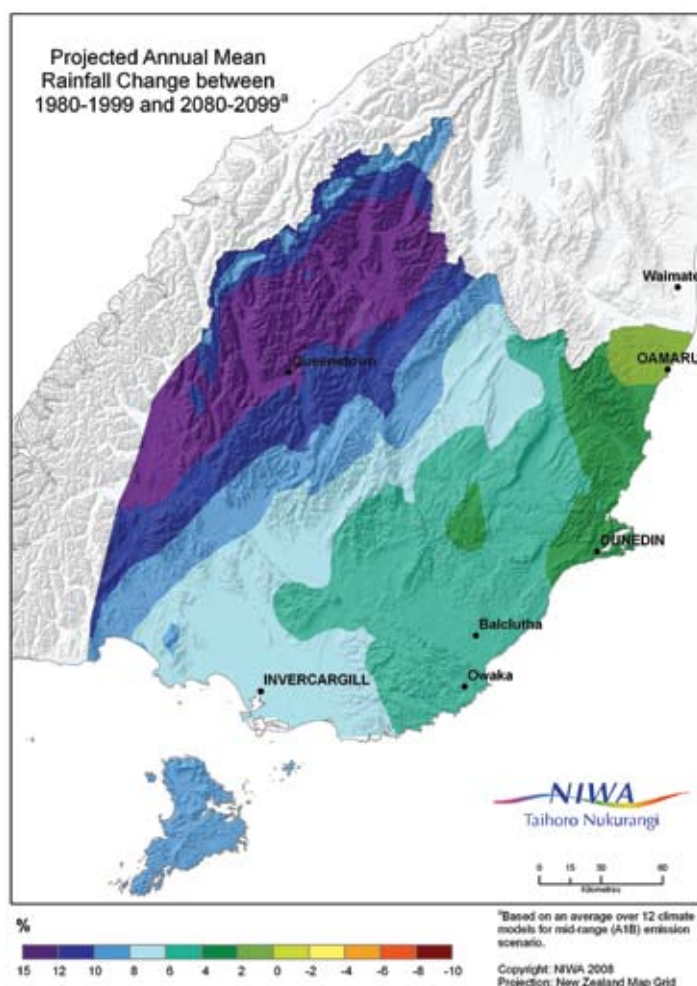 Projected Annual Mean
Rainfall Change between
1980-1999 and 2080-2099ª
Waimate
OAMARU
Queenstown
DUNEDIN
Balclutha
Owaka
INVERCARGILL
NIWA
Taihoro Nukurangi
0 15 30 60
Kilometres
%
15 12 10 8 6 4 2 0 -2 -4 -6 -8 -10
ªBased on an average over 12 climate
models for mid-range (A1B) emission
scenario.
Copyright: NIWA 2008
Projection: New Zealand Map Grid